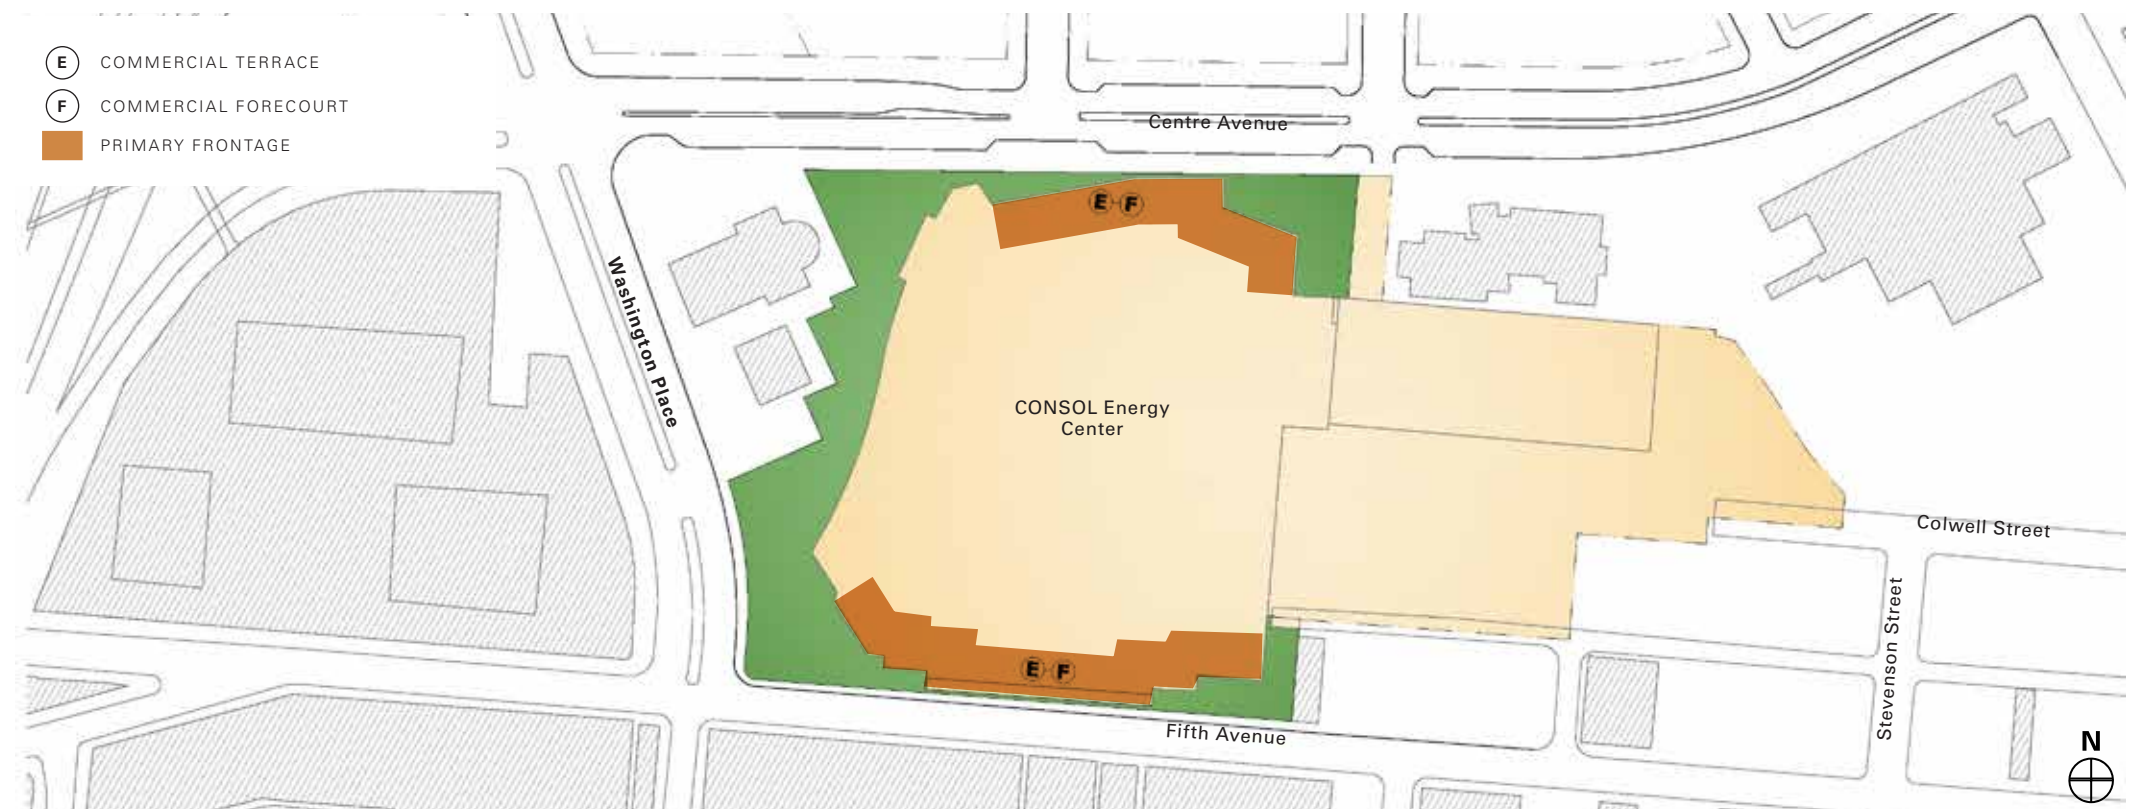 E COMMERCIAL TERRACE
F COMMERCIAL FORECOURT
PRIMARY FRONTAGE
Centre Avenue
E F
Washington Place
CONSOL Energy
Center
Colwell Street
Stevenson Street
E F
Fifth Avenue
N